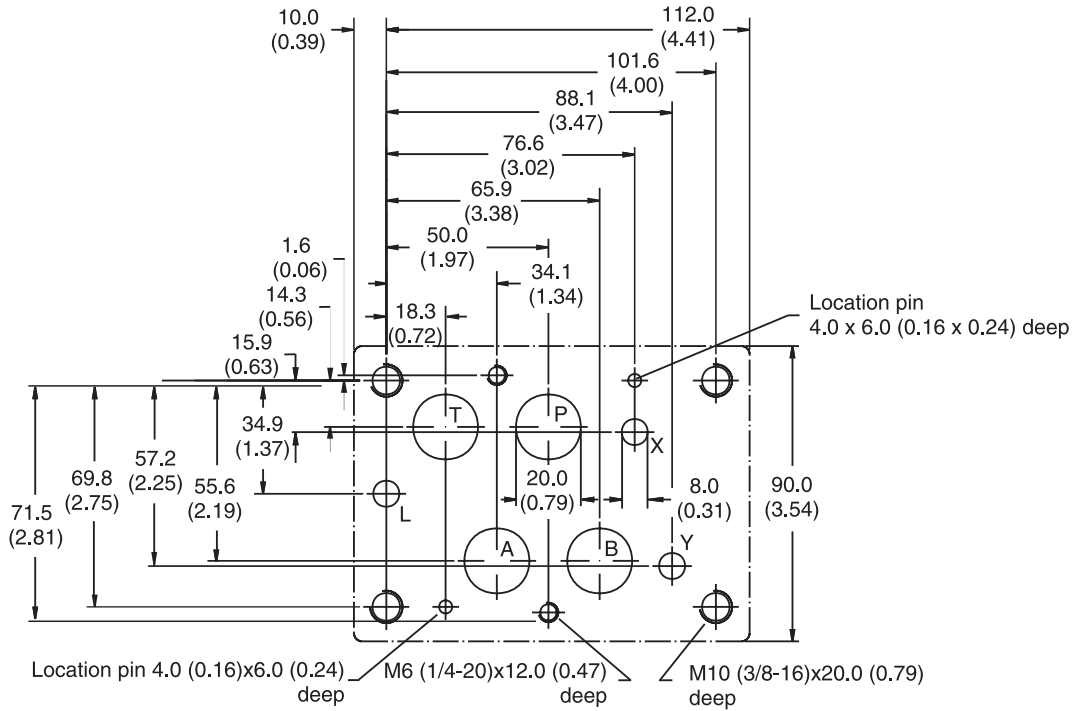 10.0
(0.39)
112.0
(4.41)
101.6
(4.00)
88.1
(3.47)
76.6
(3.02)
65.9
(3.38)
50.0
(1.97)
1.6
(0.06)
34.1
(1.34)
14.3
(0.56)
18.3
(0.72)
Location pin
4.0 x 6.0 (0.16 x 0.24) deep
15.9
(0.63)
T
P
X
34.9
(1.37)
57.2
(2.25)
69.8
(2.75)
55.6
(2.19)
71.5
(2.81)
20.0
(0.79)
8.0
(0.31)
90.0
(3.54)
L
A
B
Y
Location pin 4.0 (0.16)x6.0 (0.24)
deep
M6 (1/4-20)x12.0 (0.47)
deep
M10 (3/8-16)x20.0 (0.79)
deep